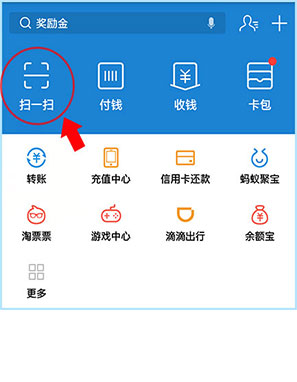 奖励金
扫一扫 付钱 收钱 卡包
转账 充值中心 信用卡还款 蚂蚁聚宝
淘票票 游戏中心 滴滴出行 余额宝
更多